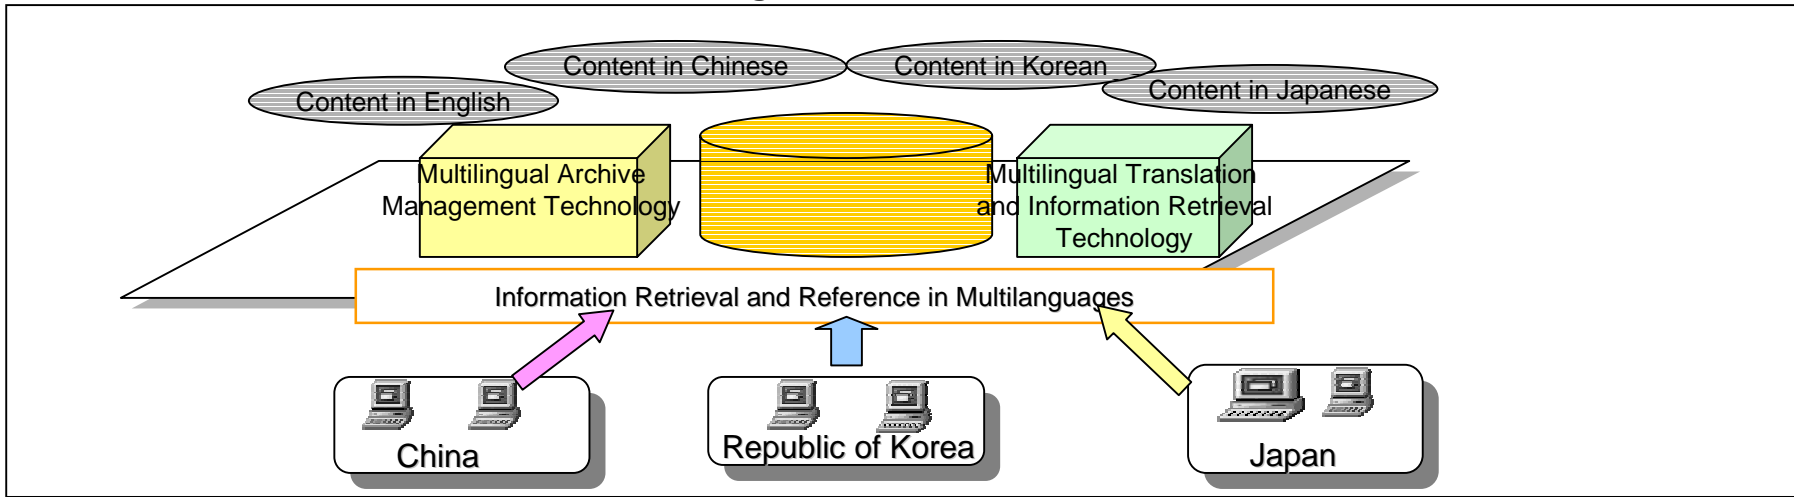 Content in Chinese
Content in Korean
Content in English
Content in Japanese
Multilingual Archive
Management Technology
Multilingual Translation
and Information Retrieval
Technology
Information Retrieval and Reference in Multilanguages
China
Republic of Korea
Japan